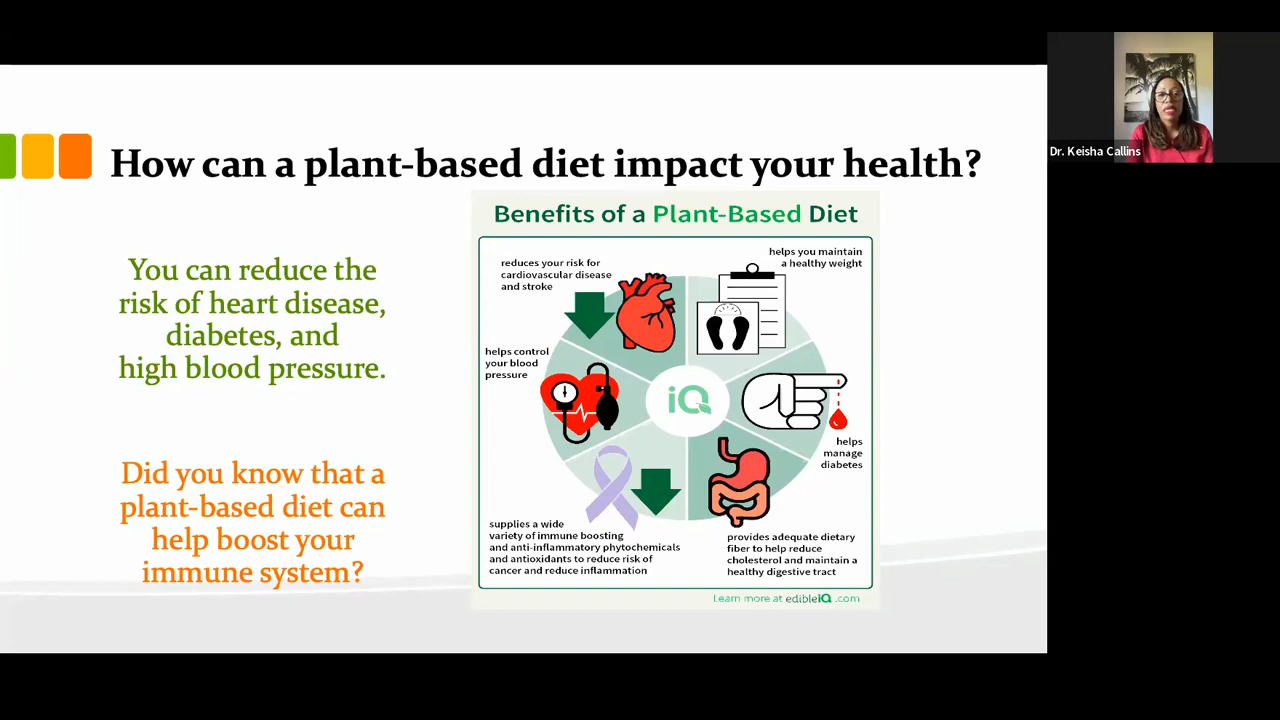 How can a plant-based diet impact your health?
You can reduce the
risk of heart disease,
diabetes, and
high blood pressure.
Did you know that a
plant-based diet can
help boost your
immune system?
Benefits of a Plant-Based Diet
reduces your risk for
cardiovascular disease
and stroke
helps you maintain
a healthy weight
helps control
your blood
pressure
iQ
helps
manage
diabetes
supplies a wide
variety of immune boosting
and anti-inflammatory phytochemicals
and antioxidants to reduce risk of
cancer and reduce inflammation
provides adequate dietary
fiber to help reduce
cholesterol and maintain a
healthy digestive tract
Learn more at edibleiQ.com
Dr. Keisha Callins